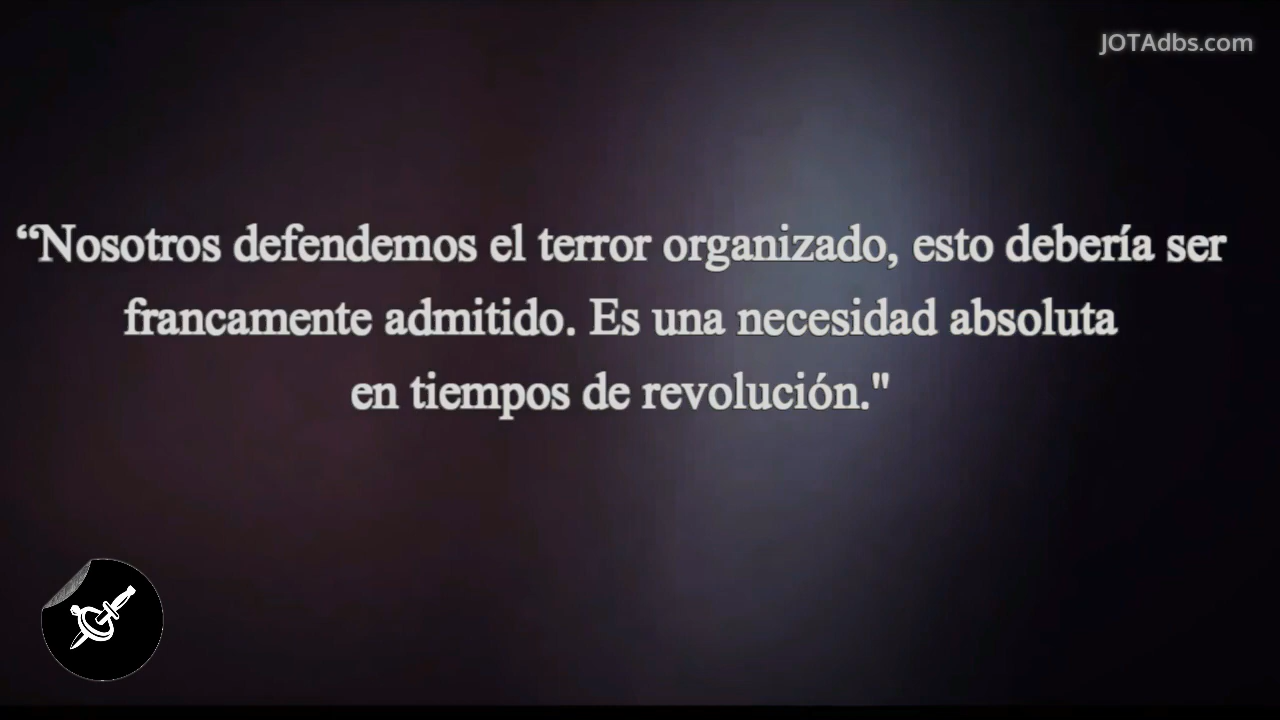 JOTAdbs.com
“Nosotros defendemos el terror organizado, esto debería ser
francamente admitido. Es una necesidad absoluta
en tiempos de revolución."